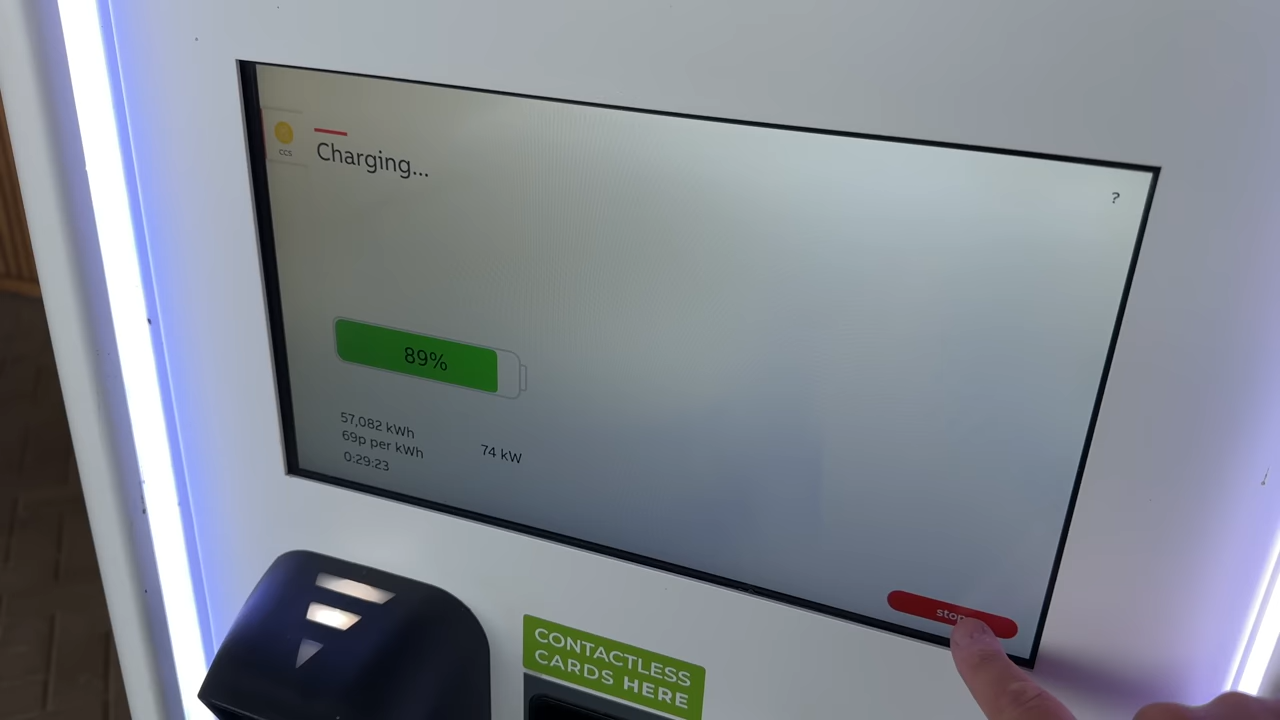 CCS
Charging...
?
89%
57,082 kWh
69p per kWh
74 kW
0:29:23
stop
CONTACTLESS
CARDS HERE